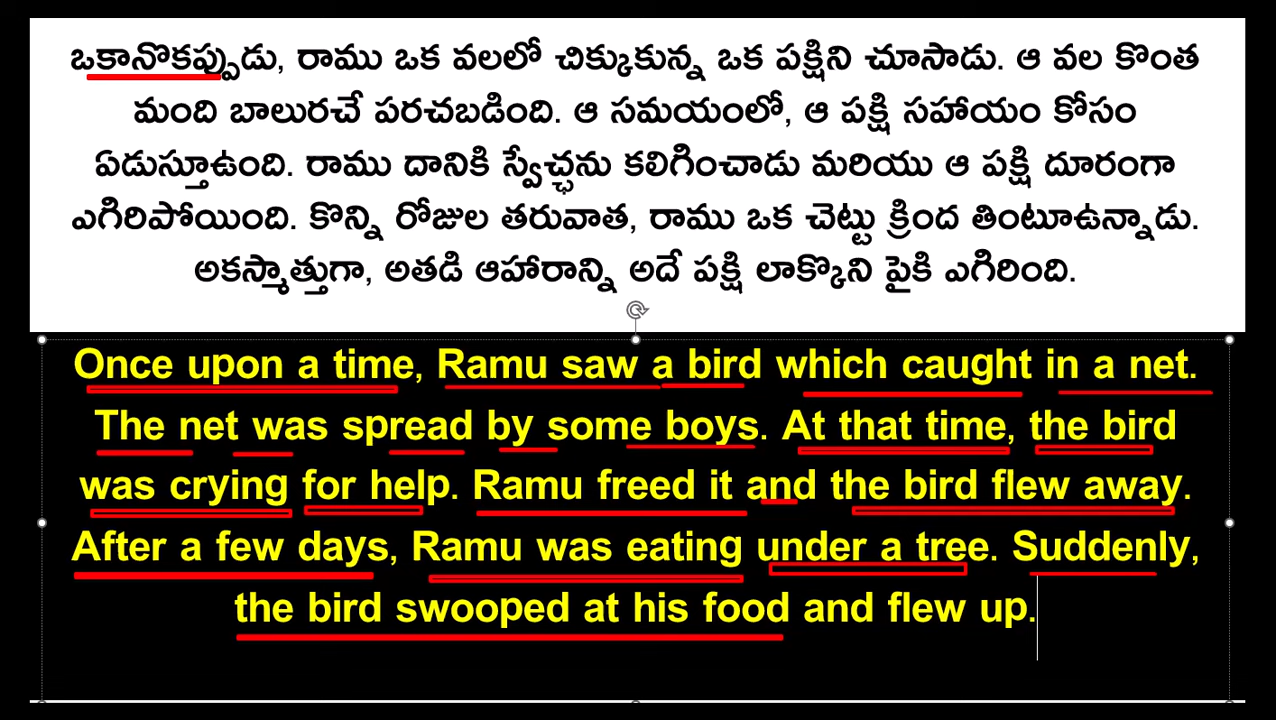 ఒకానొకప్పుడు, రాము ఒక వలలో చిక్కుకున్న ఒక పక్షిని చూసాడు. ఆ వల కొంత
మంది బాలురచే పరచబడింది. ఆ సమయంలో, ఆ పక్షి సహాయం కోసం
ఏడుస్తూఉంది. రాము దానికి స్వేచ్ఛను కలిగించాడు మరియు ఆ పక్షి దూరంగా
ఎగిరిపోయింది. కొన్ని రోజుల తరువాత, రాము ఒక చెట్టు క్రింద తింటూఉన్నాడు.
అకస్మాత్తుగా, అతడి ఆహారాన్ని అదే పక్షి లాక్కొని పైకి ఎగిరింది.
Once upon a time, Ramu saw a bird which caught in a net.
The net was spread by some boys. At that time, the bird
was crying for help. Ramu freed it and the bird flew away.
After a few days, Ramu was eating under a tree. Suddenly,
the bird swooped at his food and flew up.